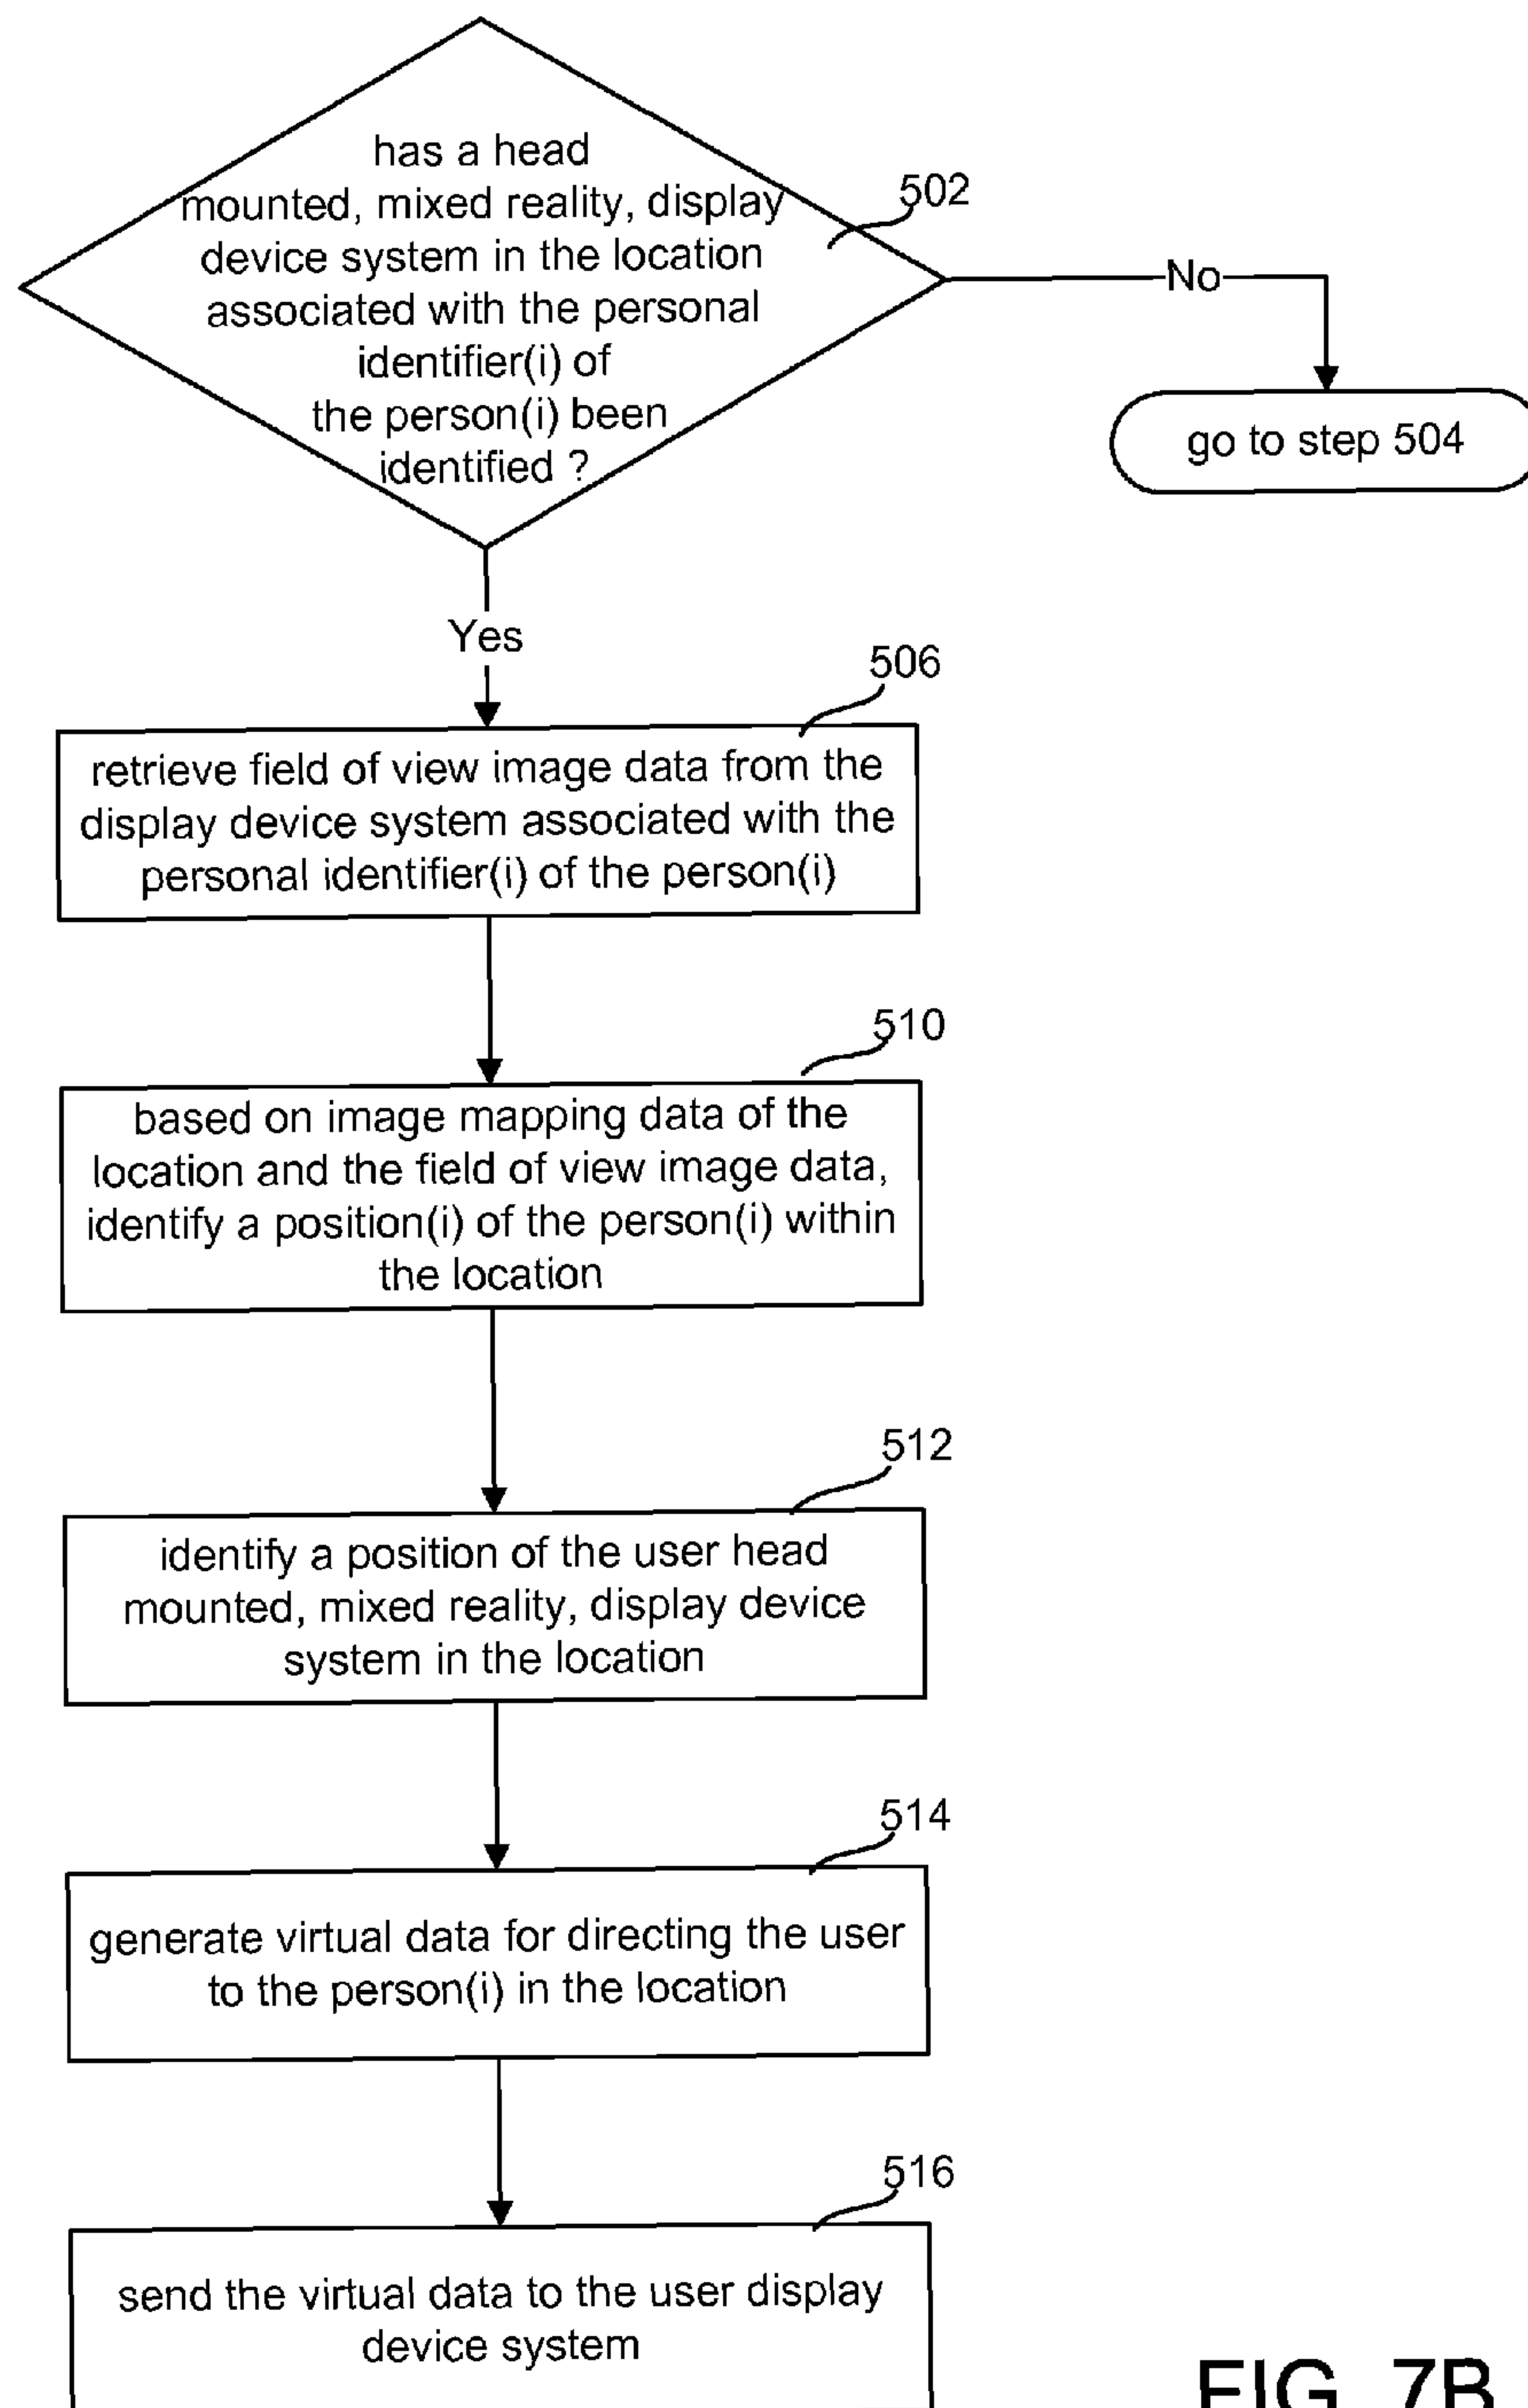 has a head
mounted, mixed reality, display
device system in the location
associated with the personal
identifier(i) of
the person(i) been
identified ?
502
No
go to step 504
Yes
506
retrieve field of view image data from the
display device system associated with the
personal identifier(i) of the person(i)
510
based on image mapping data of the
location and the field of view image data,
identify a position(i) of the person(i) within
the location
512
identify a position of the user head
mounted, mixed reality, display device
system in the location
514
generate virtual data for directing the user
to the person(i) in the location
516
send the virtual data to the user display
device system
FIG. 7B